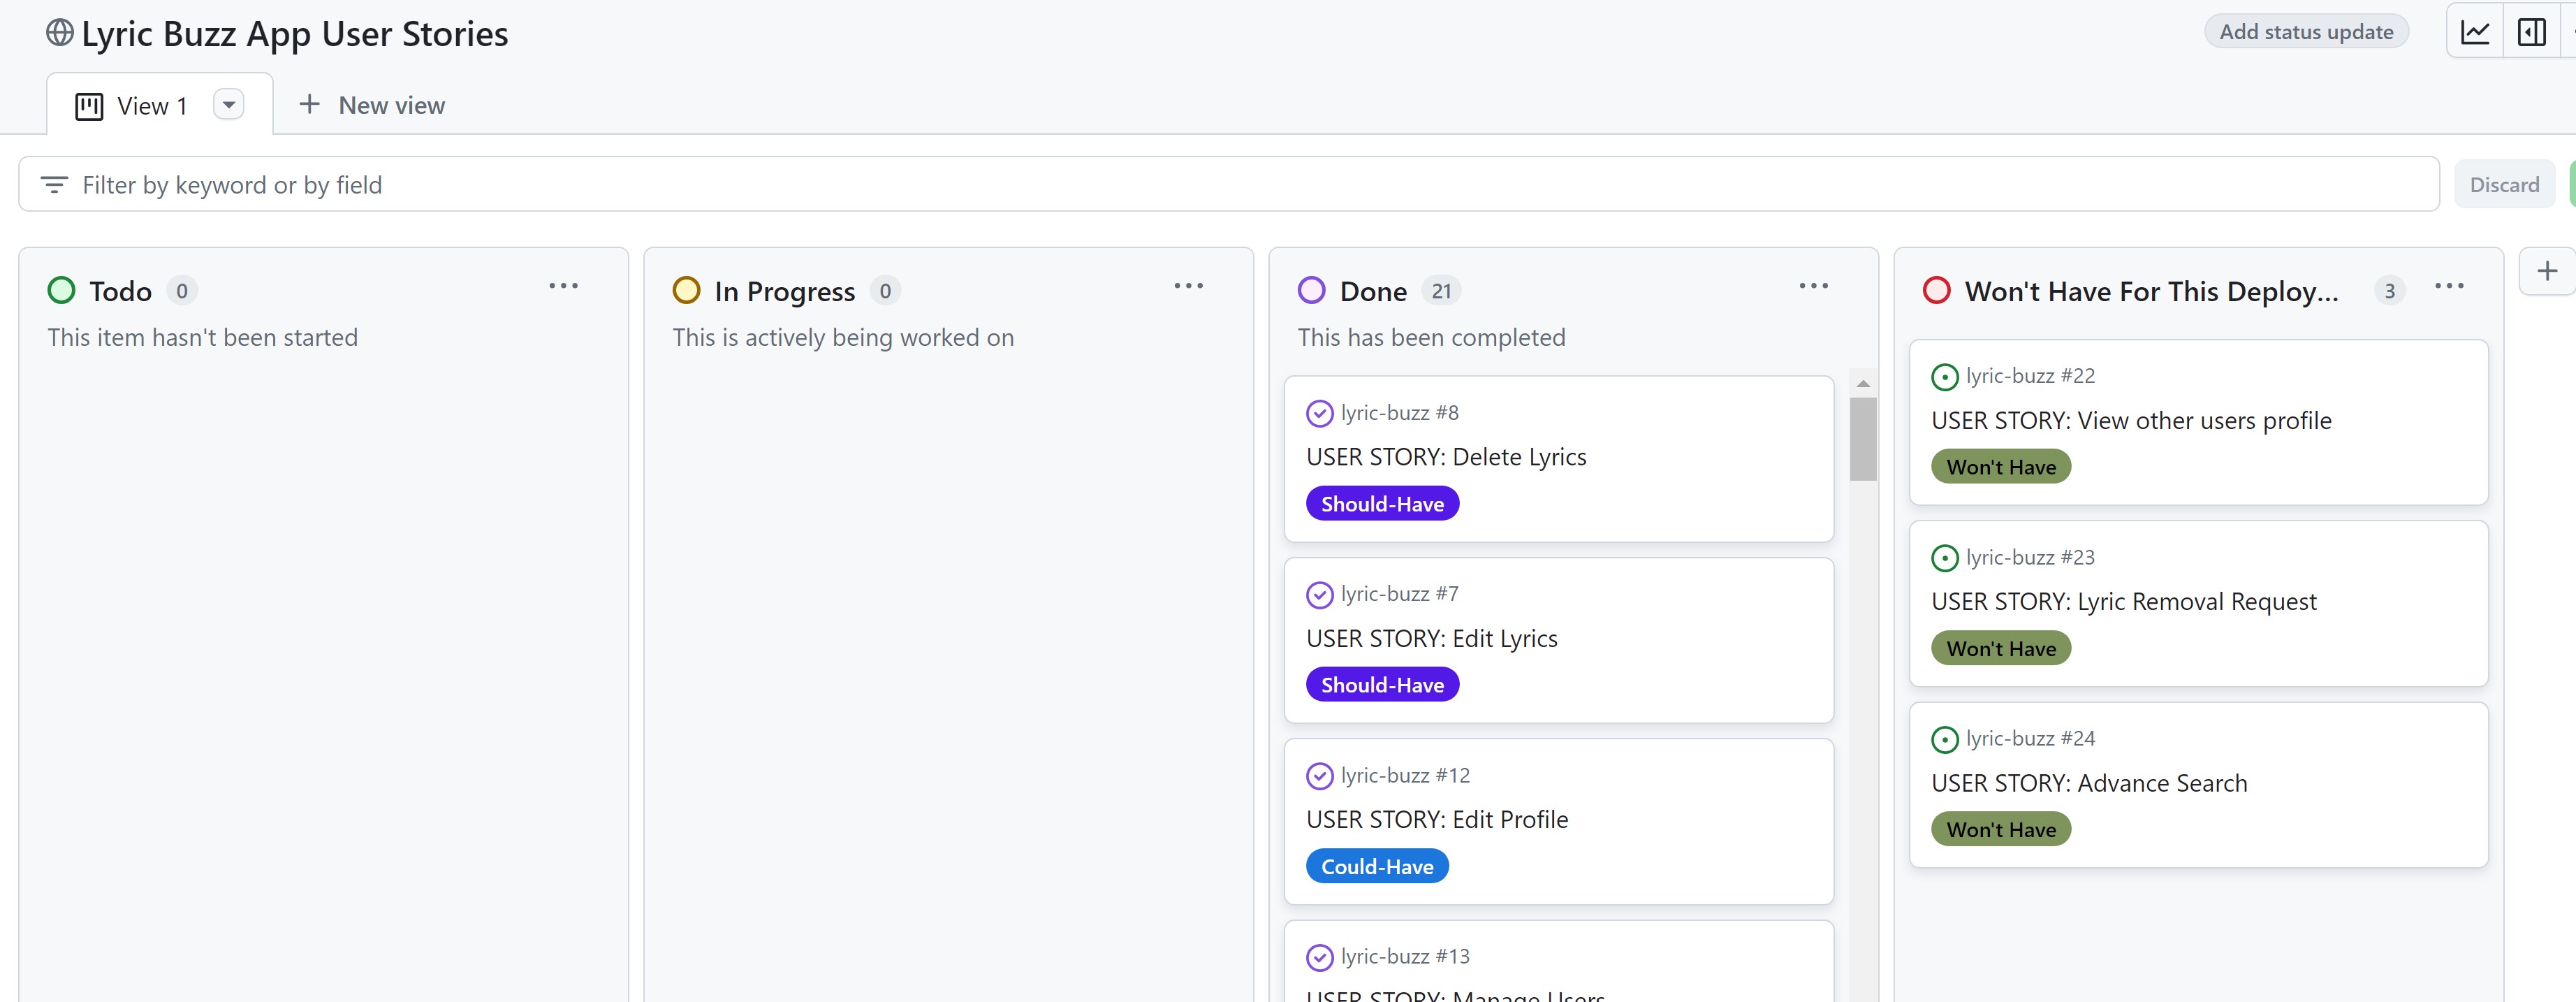 Lyric Buzz App User Stories
Add status update
View 1
New view
Filter by keyword or by field
Discard
Todo 0
This item hasn't been started
In Progress 0
This is actively being worked on
Done 21
This has been completed
lyric-buzz #8
USER STORY: Delete Lyrics
Should-Have
lyric-buzz #7
USER STORY: Edit Lyrics
Should-Have
lyric-buzz #12
USER STORY: Edit Profile
Could-Have
lyric-buzz #13
USER STORY: Manage Users
Won't Have For This Deploy... 3
lyric-buzz #22
USER STORY: View other users profile
Won't Have
lyric-buzz #23
USER STORY: Lyric Removal Request
Won't Have
lyric-buzz #24
USER STORY: Advance Search
Won't Have